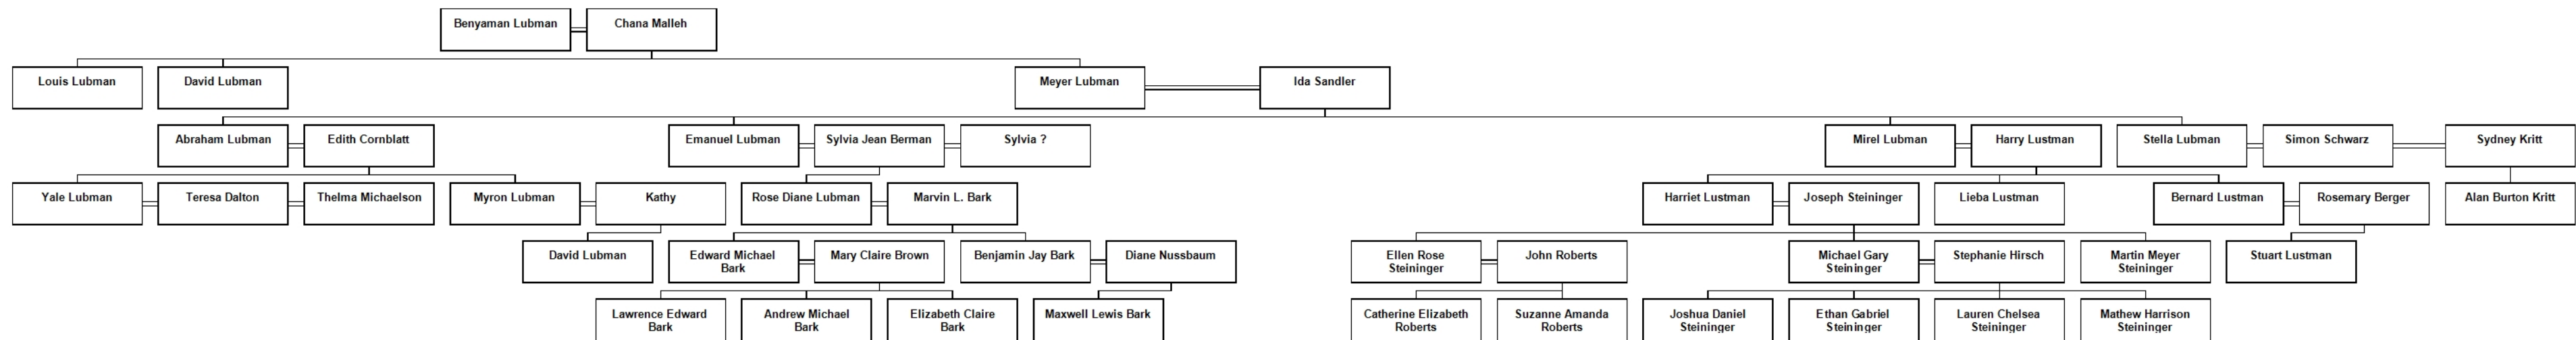 Benyaman Lubman
Chana Malleh
Louis Lubman
David Lubman
Meyer Lubman
Ida Sandler
Abraham Lubman
Edith Cornblatt
Emanuel Lubman
Sylvia Jean Berman
Sylvia ?
Mirel Lubman
Harry Lustman
Stella Lubman
Simon Schwarz
Sydney Kritt
Yale Lubman
Teresa Dalton
Thelma Michaelson
Myron Lubman
Kathy
Rose Diane Lubman
Marvin L. Bark
Harriet Lustman
Joseph Steininger
Lieba Lustman
Bernard Lustman
Rosemary Berger
Alan Burton Kritt
David Lubman
Edward Michael
Bark
Mary Claire Brown
Benjamin Jay Bark
Diane Nussbaum
Ellen Rose
Steininger
John Roberts
Michael Gary
Steininger
Stephanie Hirsch
Martin Meyer
Steininger
Stuart Lustman
Lawrence Edward
Bark
Andrew Michael
Bark
Elizabeth Claire
Bark
Maxwell Lewis Bark
Catherine Elizabeth
Roberts
Suzanne Amanda
Roberts
Joshua Daniel
Steininger
Ethan Gabriel
Steininger
Lauren Chelsea
Steininger
Mathew Harrison
Steininger